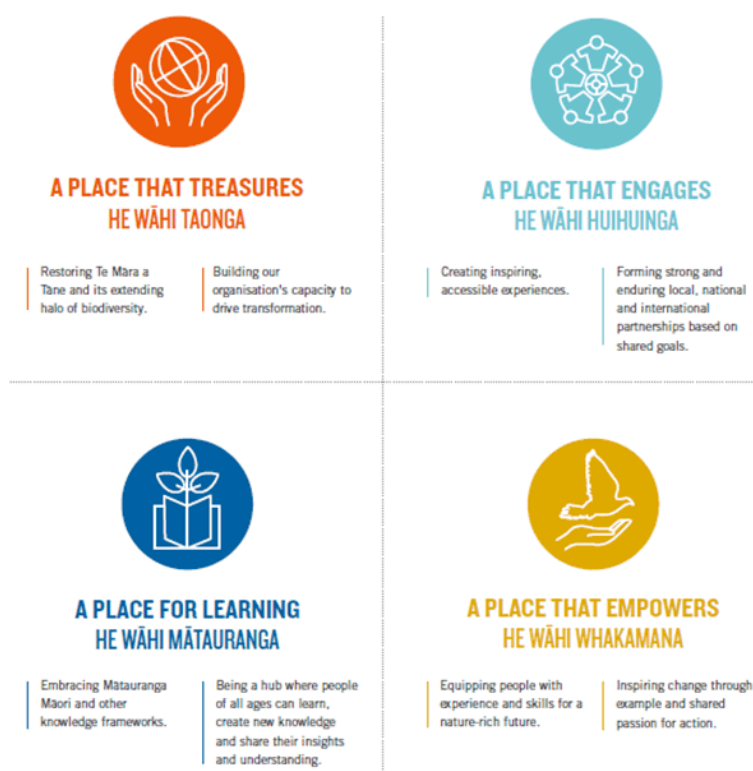 A PLACE THAT TREASURES
HE WĀHI TAONGA
Restoring Te Māra a
Tāne and its extending
halo of biodiversity.
Building our
organisation's capacity to
drive transformation.
A PLACE THAT ENGAGES
HE WĀHI HUIHUINGA
Creating inspiring,
accessible experiences.
Forming strong and
enduring local, national
and international
partnerships based on
shared goals.
A PLACE FOR LEARNING
HE WĀHI MĀTAURANGA
Embracing Mātauranga
Māori and other
knowledge frameworks.
Being a hub where people
of all ages can learn,
create new knowledge
and share their insights
and understanding.
A PLACE THAT EMPOWERS
HE WĀHI WHAKAMANA
Equipping people with
experience and skills for a
nature-rich future.
Inspiring change through
example and shared
passion for action.